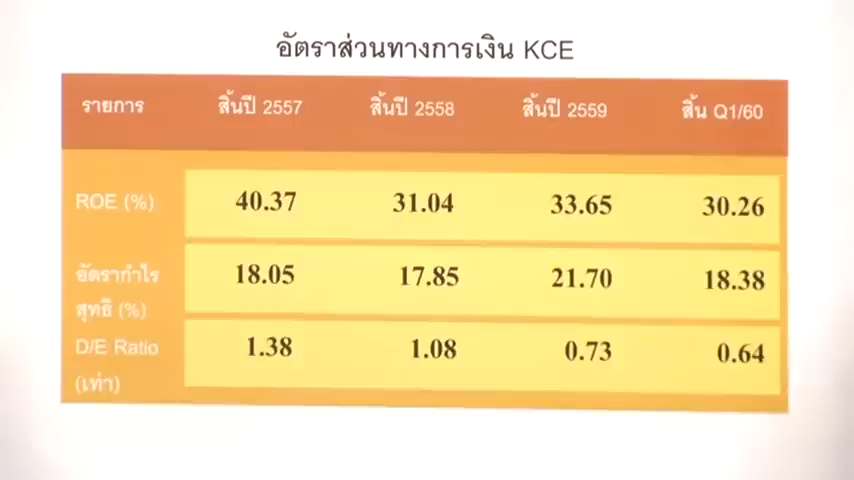 อัตราส่วนทางการเงิน KCE
รายการ สิ้นปี 2557 สิ้นปี 2558 สิ้นปี 2559 สิ้น Q1/60
ROE (%) 40.37 31.04 33.65 30.26
อัตรากำไร 18.05 17.85 21.70 18.38
สุทธิ (%)
D/E Ratio 1.38 1.08 0.73 0.64
(เท่า)